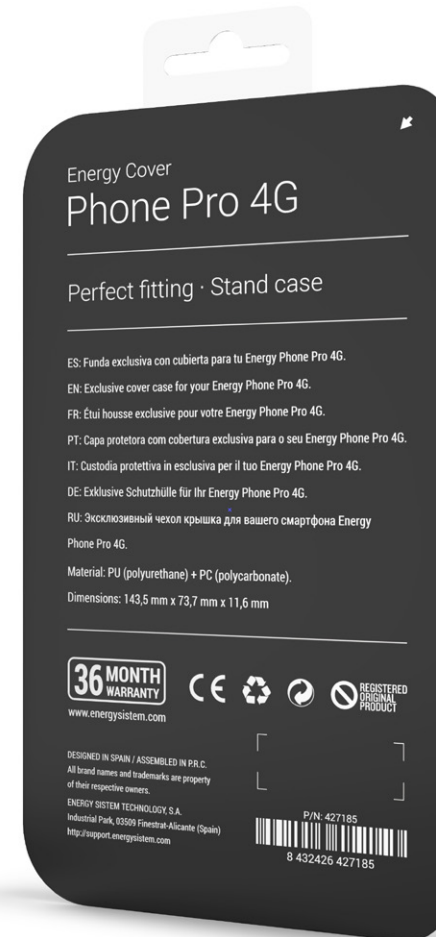 Energy Cover
Phone Pro 4G
Perfect fitting · Stand case
ES: Funda exclusiva con cubierta para tu Energy Phone Pro 4G.
EN: Exclusive cover case for your Energy Phone Pro 4G.
FR: Étui housse exclusive pour votre Energy Phone Pro 4G.
PT: Capa protetora com cobertura exclusiva para o seu Energy Phone Pro 4G.
IT: Custodia protettiva in esclusiva per il tuo Energy Phone Pro 4G.
DE: Exklusive Schutzhülle für Ihr Energy Phone Pro 4G.
RU: Эксклюзивный чехол крышка для вашего смартфона Energy
Phone Pro 4G.
Material: PU (polyurethane) + PC (polycarbonate).
Dimensions: 143,5 mm x 73,7 mm x 11,6 mm
36 MONTH
WARRANTY
CE
REGISTERED
ORIGINAL
PRODUCT
www.energysistem.com
DESIGNED IN SPAIN / ASSEMBLED IN P.R.C.
All brand names and trademarks are property
of their respective owners.
ENERGY SISTEM TECHNOLOGY, S.A.
Industrial Park, 03509 Finestrat-Alicante (Spain)
http://support.energysistem.com
P/N: 427185
8 432426 427185